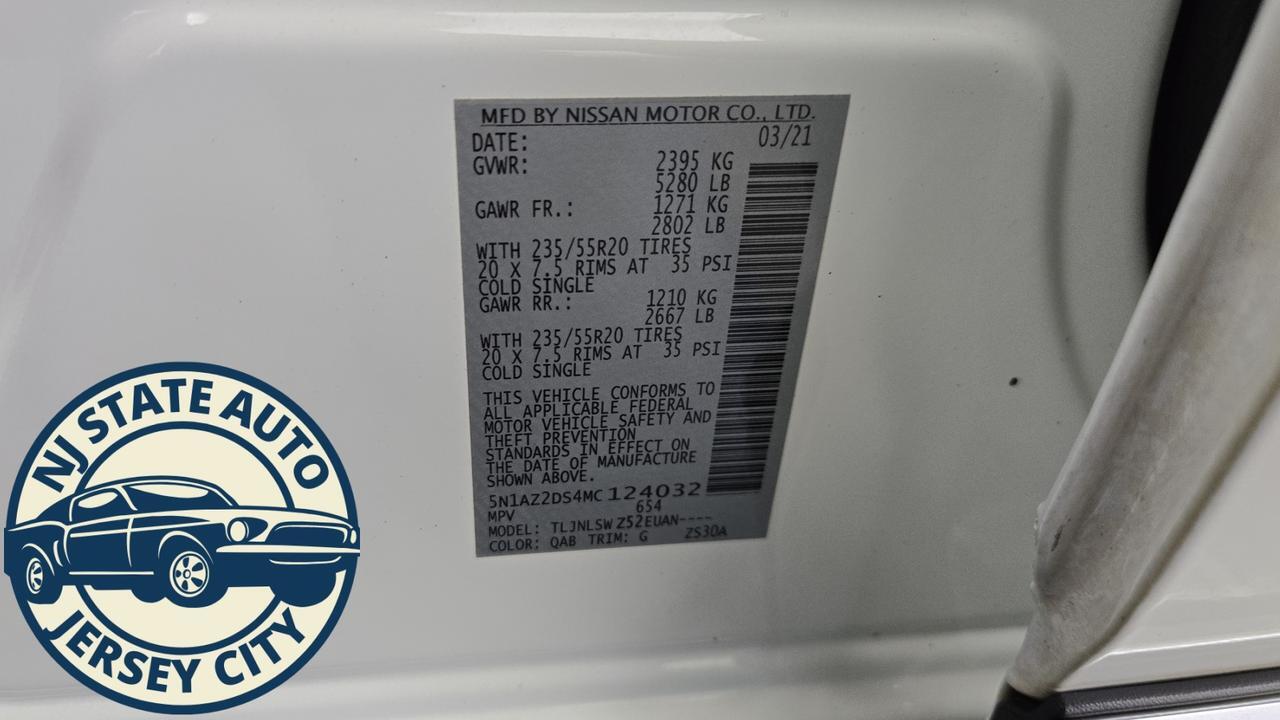 MFD BY NISSAN MOTOR CO., LTD.
DATE: 03/21
GVWR: 2395 KG
5280 LB
GAWR FR.: 1271 KG
2802 LB
WITH 235/55R20 TIRES
20 X 7.5 RIMS AT 35 PSI
COLD SINGLE
GAWR RR.: 1210 KG
2667 LB
WITH 235/55R20 TIRES
20 X 7.5 RIMS AT 35 PSI
COLD SINGLE
THIS VEHICLE CONFORMS TO
ALL APPLICABLE FEDERAL
MOTOR VEHICLE SAFETY AND
THEFT PREVENTION
STANDARDS IN EFFECT ON
THE DATE OF MANUFACTURE
SHOWN ABOVE.
5N1AZ2DS4MC124032
MPV 654
MODEL: TLJNLSW Z52EUAN----
COLOR: QAB TRIM: G ZS30A
NJ STATE AUTO
JERSEY CITY